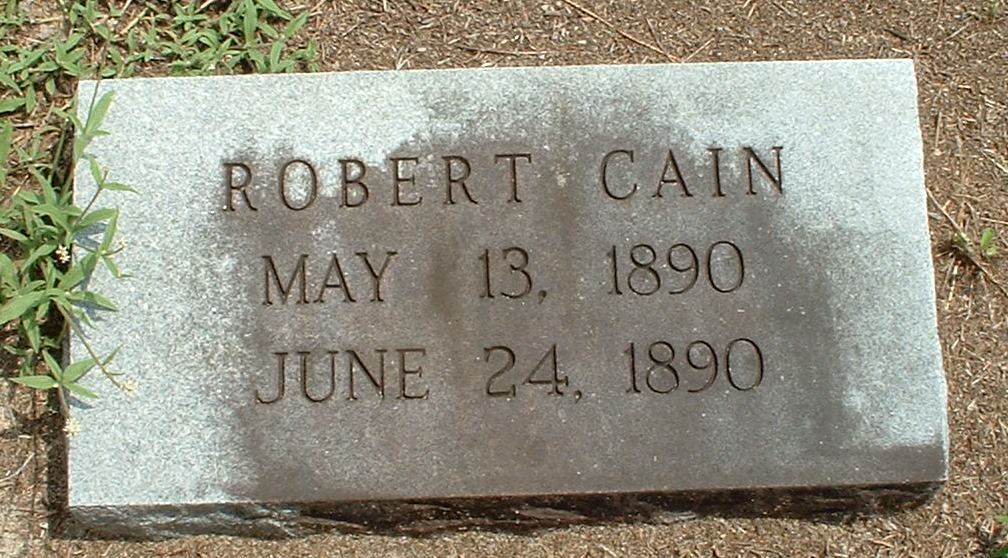 ROBERT CAIN
MAY 13, 1890
JUNE 24, 1890